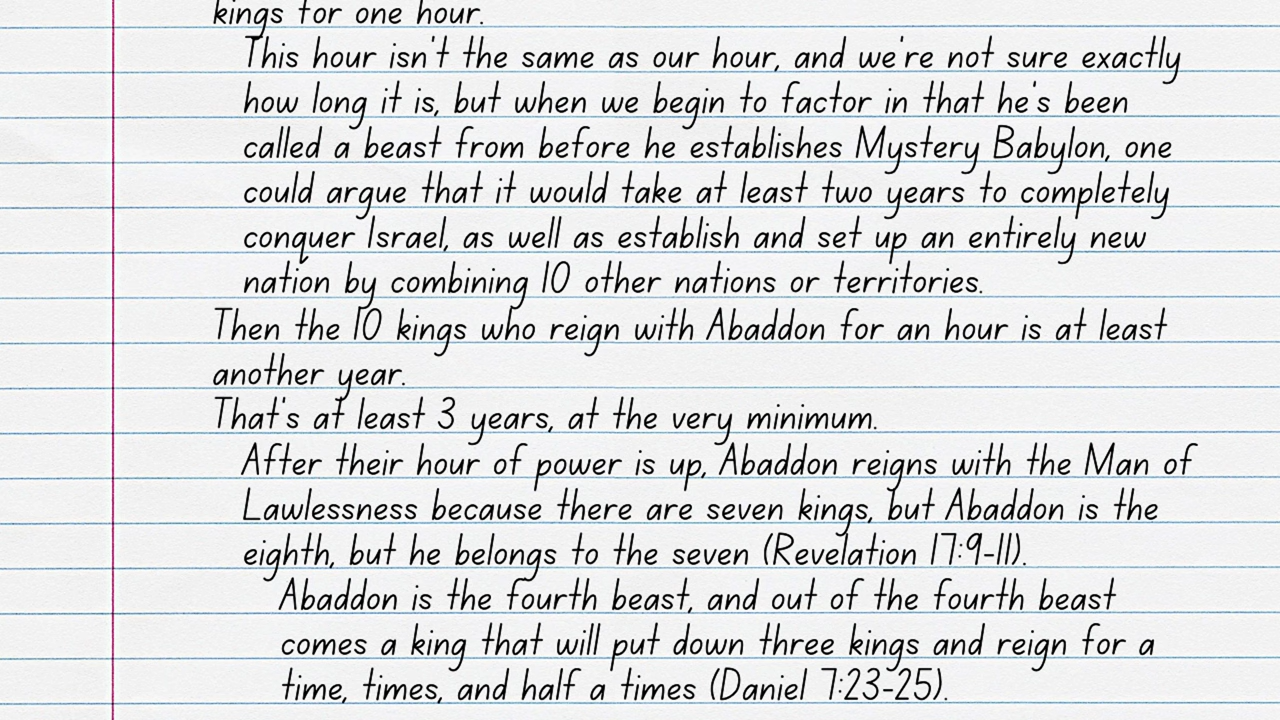 kings for one hour.
This hour isn't the same as our hour, and we're not sure exactly
how long it is, but when we begin to factor in that he's been
called a beast from before he establishes Mystery Babylon, one
could argue that it would take at least two years to completely
conquer Israel, as well as establish and set up an entirely new
nation by combining 10 other nations or territories.
Then the 10 kings who reign with Abaddon for an hour is at least
another year.
That's at least 3 years, at the very minimum.
After their hour of power is up, Abaddon reigns with the Man of
Lawlessness because there are seven kings, but Abaddon is the
eighth, but he belongs to the seven (Revelation 17:9-11).
Abaddon is the fourth beast, and out of the fourth beast
comes a king that will put down three kings and reign for a
time, times, and half a times (Daniel 7:23-25).